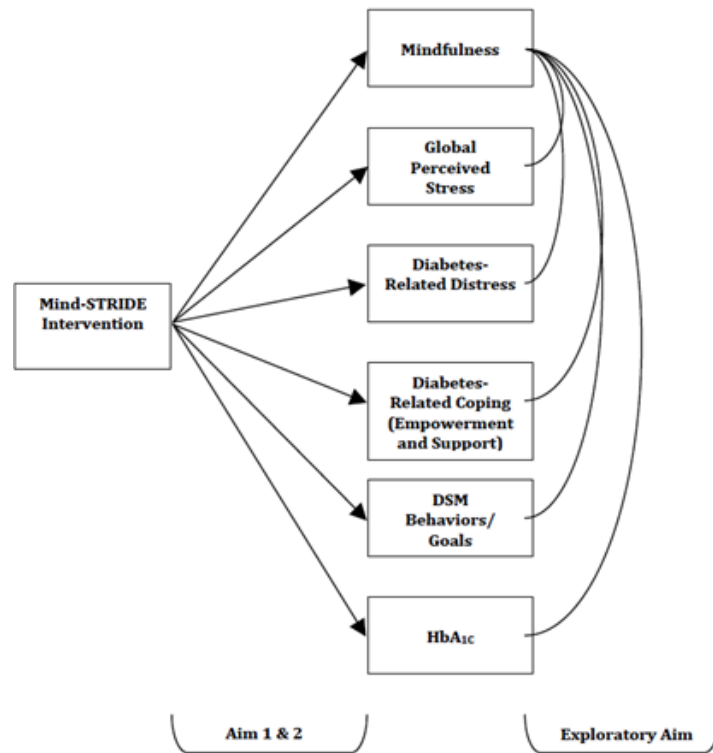 Mindfulness
Global
Perceived
Stress
Diabetes-
Related Distress
Mind-STRIDE
Intervention
Diabetes-
Related Coping
(Empowerment
and Support)
DSM
Behaviors/
Goals
HbA1C
Aim 1 & 2
Exploratory Aim